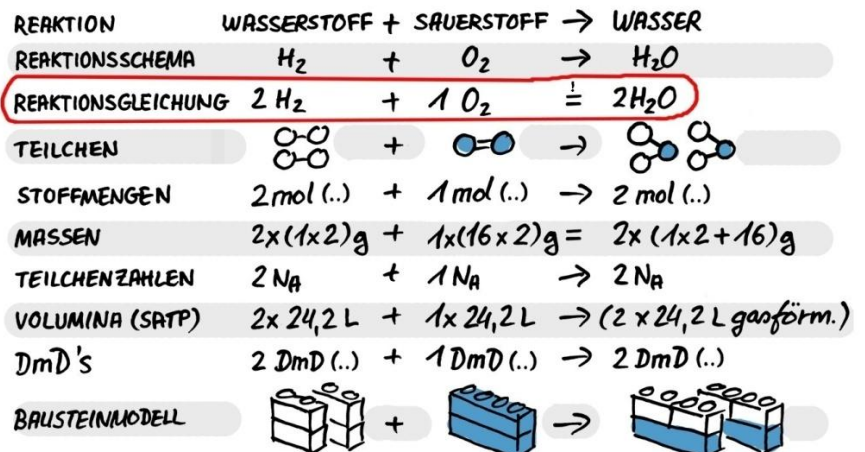 REAKTION WASSERSTOFF + SAUERSTOFF → WASSER
REAKTIONSSCHEMA H₂ + O₂ → H₂O
REAKTIONSGLEICHUNG 2 H₂ + 1 O₂ ≟ 2H₂O
TEILCHEN + →
STOFFMENGEN 2 mol (..) + 1 mol (..) → 2 mol (..)
MASSEN 2x(1x2)g + 1x(16x2)g = 2x (1x2+16)g
TEILCHENZAHLEN 2 NA + 1 NA → 2 NA
VOLUMINA (SATP) 2x 24,2 L + 1x 24,2 L → (2 x 24,2 L gasförm.)
DmD's 2 DmD (..) + 1 DmD (..) → 2 DmD (..)
BAUSTEINMODELL + →